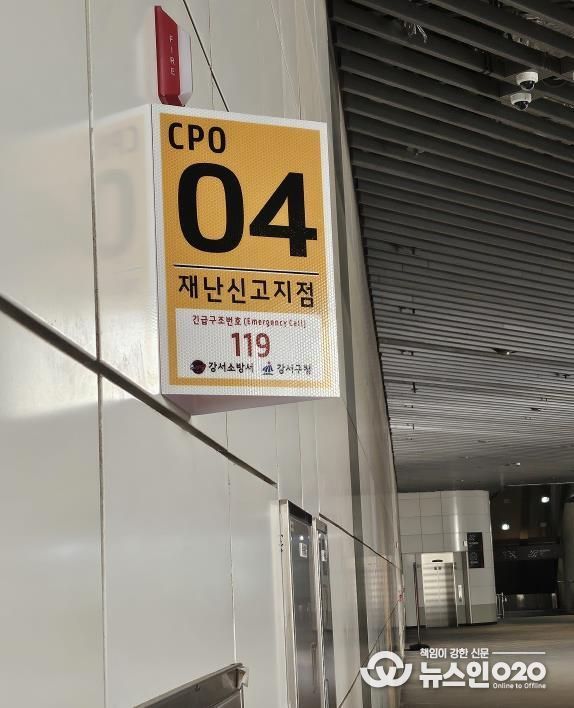 FIRE
CPO
04
재난신고지점
긴급구조번호 (Emergency Call)
119
강서소방서 강서구청
책임이 강한 신문
뉴스인020
Online to Offline